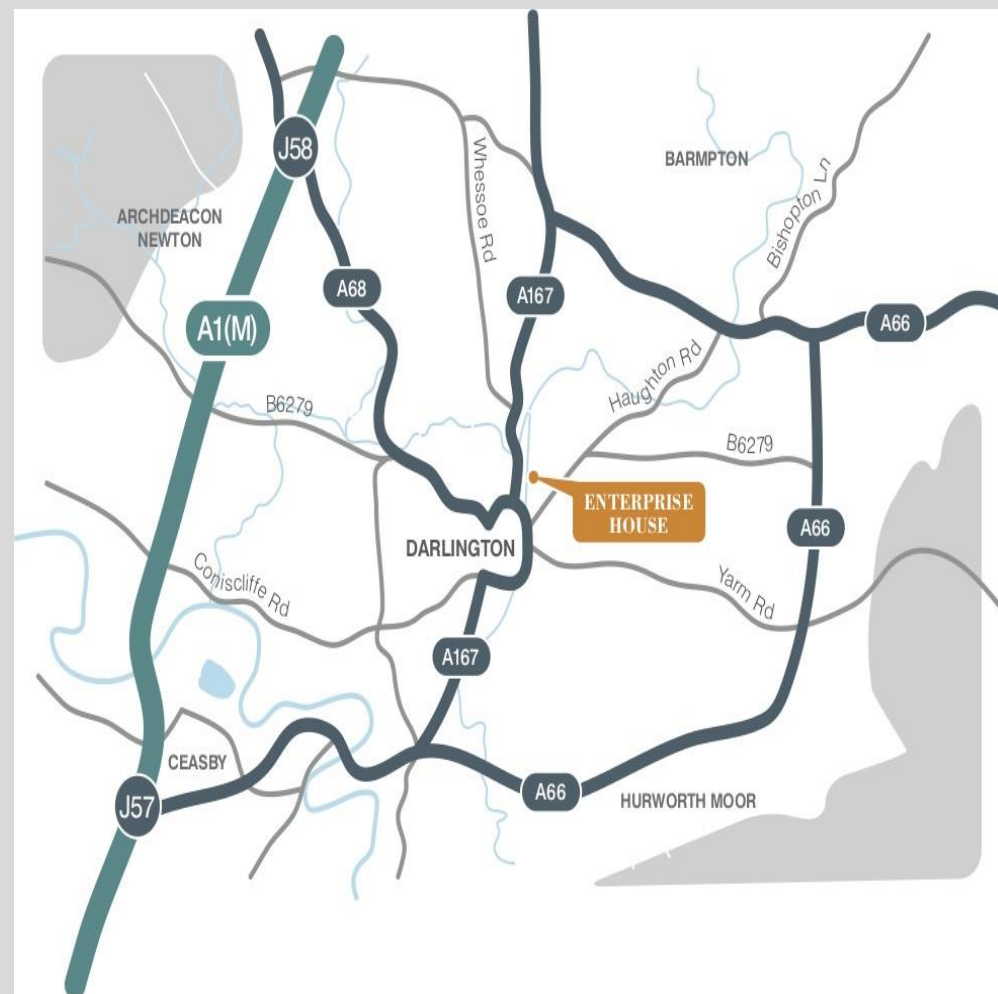 J58
Whessoe Rd
BARMPTON
Bishopton Ln
ARCHDEACON
NEWTON
A68
A167
A66
A1(M)
Haughton Rd
B6279
B6279
ENTERPRISE
HOUSE
A66
DARLINGTON
Coniscliffe Rd
Yarm Rd
A167
CEASBY
J57
A66
HURWORTH MOOR